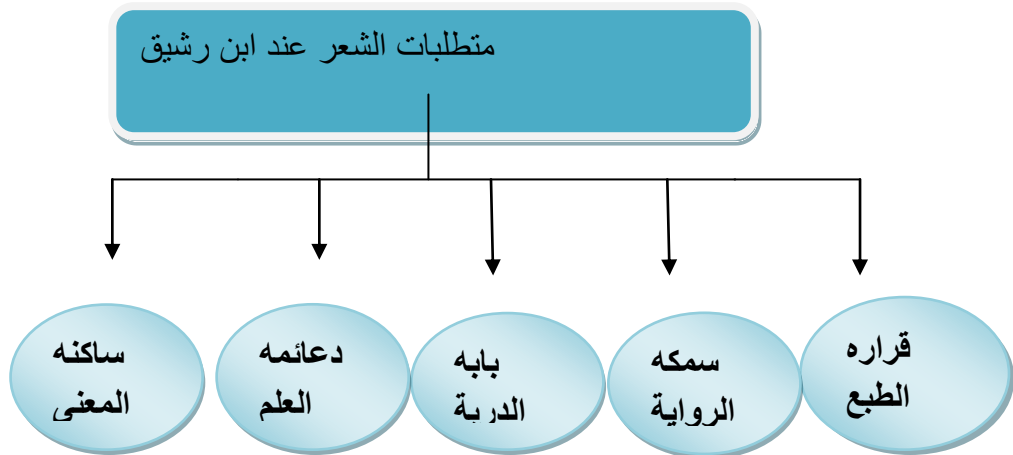 متطلبات الشعر عند ابن رشيق
قراره
الطبع
سمكه
الرواية
بابه
الدربة
دعائمه
العلم
ساكنه
المعنى